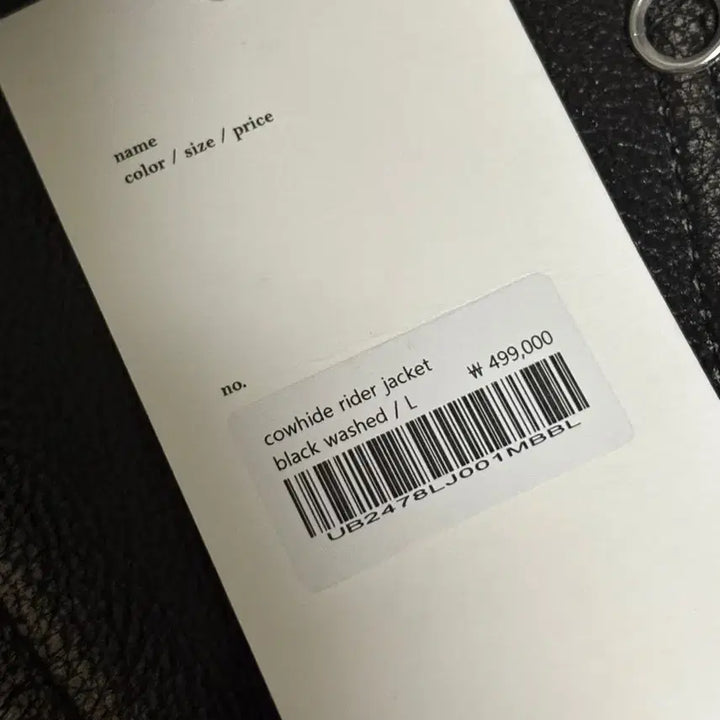 name
color / size / price
no.
cowhide rider jacket
₩ 499,000
black washed / L
UB2478LJ001MBBL